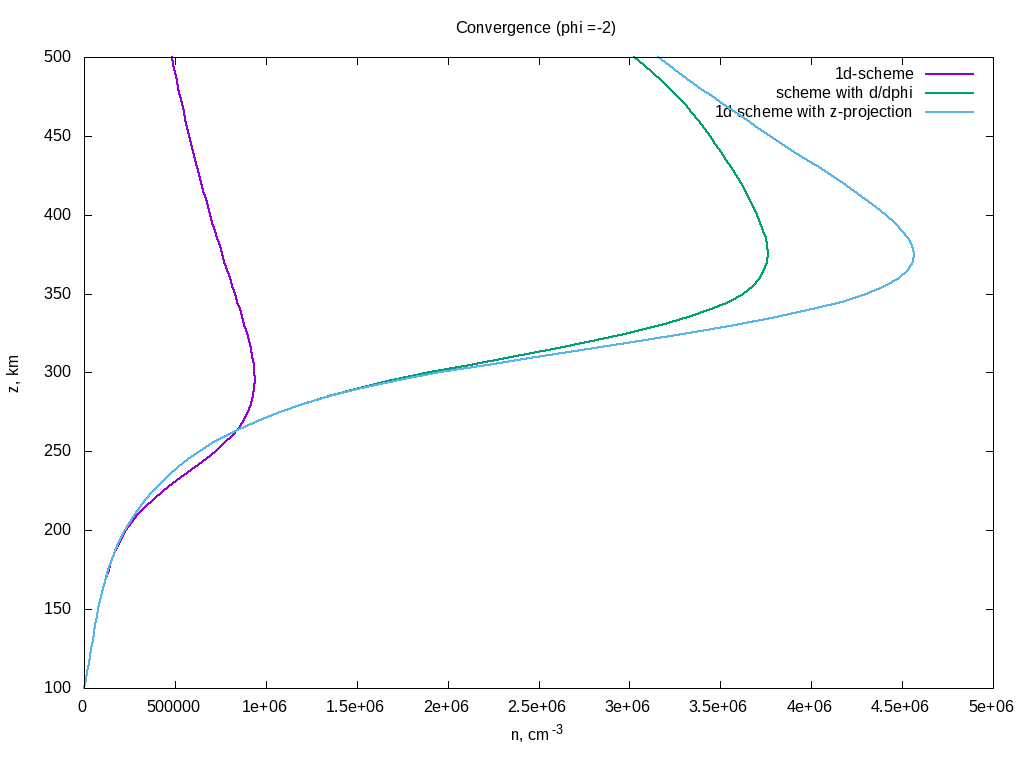 Convergence (phi =-2)
1d-scheme
scheme with d/dphi
1d scheme with z-projection
500
450
400
350
300
250
200
150
100
z, km
0 500000 1e+06 1.5e+06 2e+06 2.5e+06 3e+06 3.5e+06 4e+06 4.5e+06 5e+06
n, cm-3